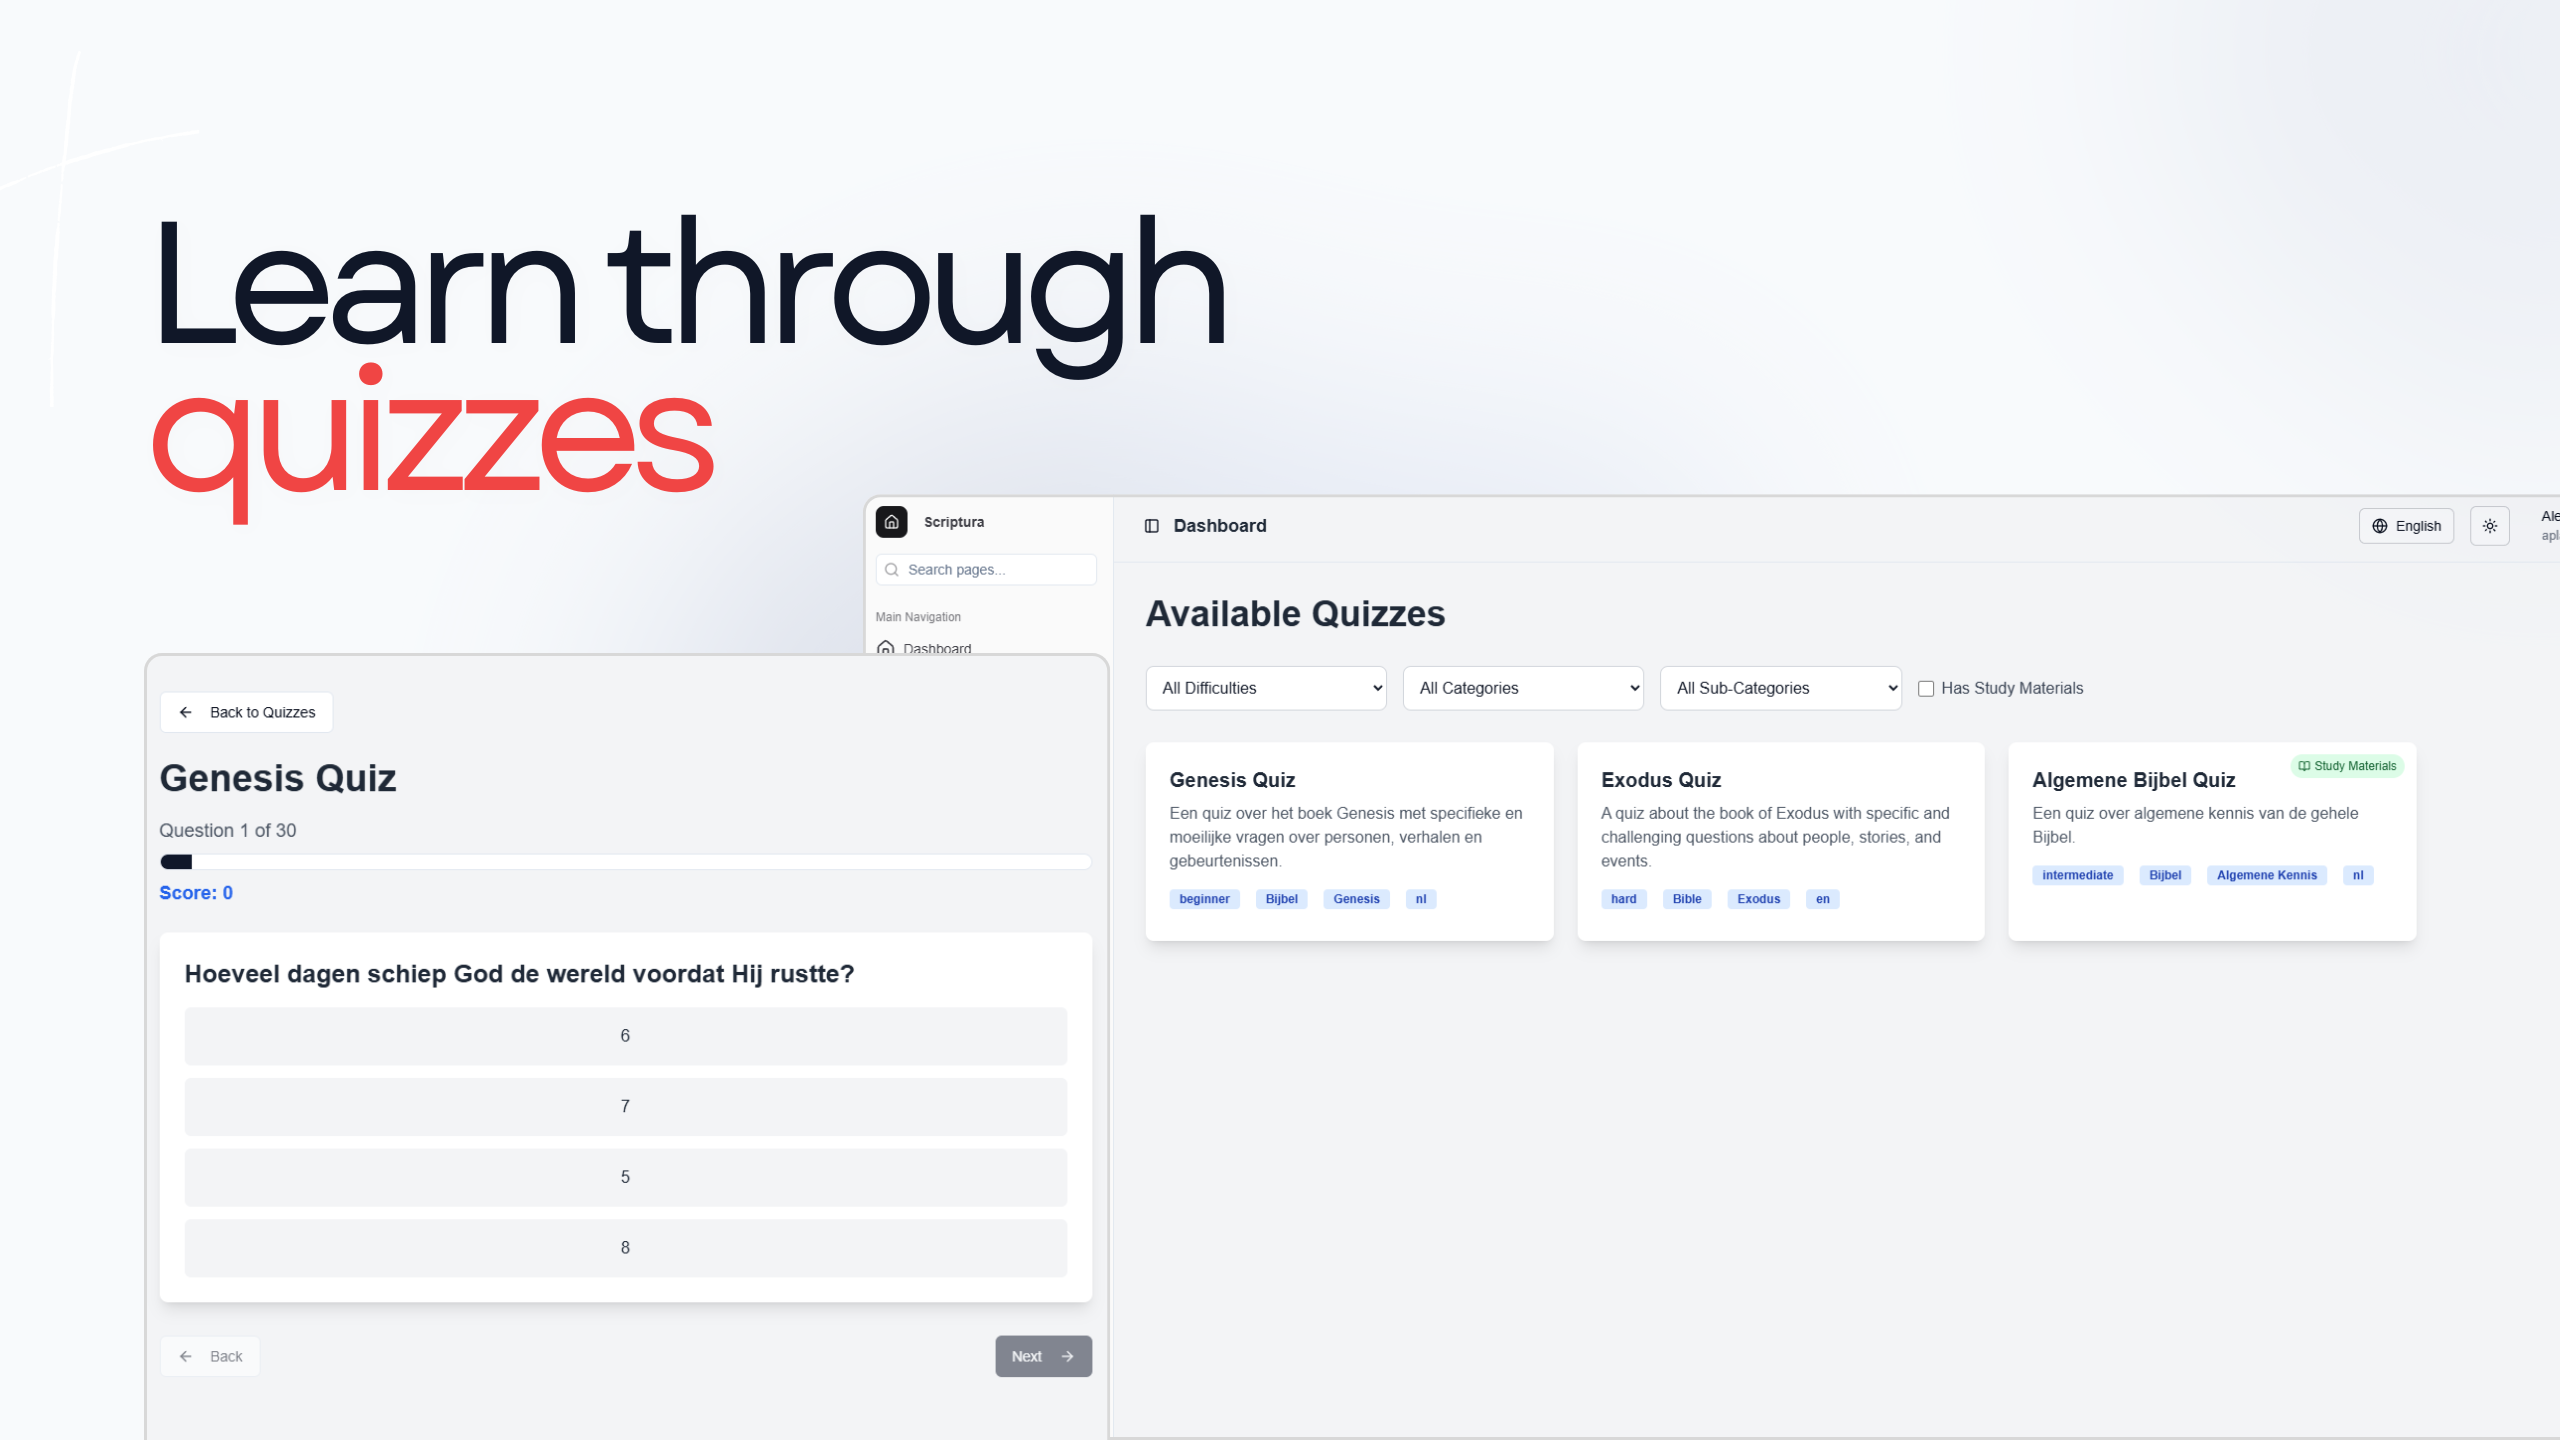 Learn through
quizzes
Scriptura
Search pages...
Main Navigation
Dashboard
Dashboard
English
Available Quizzes
All Difficulties
All Categories
All Sub-Categories
Has Study Materials
Genesis Quiz
Een quiz over het boek Genesis met specifieke en
moeilijke vragen over personen, verhalen en
gebeurtenissen.
beginner Bijbel Genesis nl
Exodus Quiz
A quiz about the book of Exodus with specific and
challenging questions about people, stories, and
events.
hard Bible Exodus en
Study Materials
Algemene Bijbel Quiz
Een quiz over algemene kennis van de gehele
Bijbel.
intermediate Bijbel Algemene Kennis nl
Back to Quizzes
Genesis Quiz
Question 1 of 30
Score: 0
Hoeveel dagen schiep God de wereld voordat Hij rustte?
6
7
5
8
Back
Next